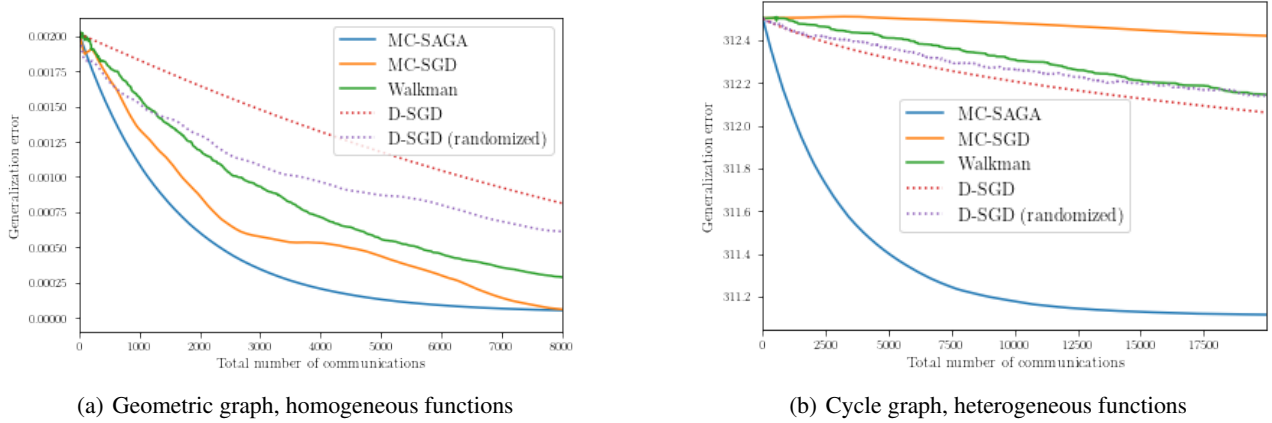 0.00200
0.00175
0.00150
0.00125
0.00100
0.00075
0.00050
0.00025
0.00000
Generalization error
0
1000
2000
3000
4000
5000
6000
7000
8000
Total number of communications
MC-SAGA
MC-SGD
Walkman
D-SGD
D-SGD (randomized)
(a) Geometric graph, homogeneous functions
312.4
312.2
312.0
311.8
311.6
311.4
311.2
Generalization error
0
2500
5000
7500
10000
12500
15000
17500
Total number of communications
MC-SAGA
MC-SGD
Walkman
D-SGD
D-SGD (randomized)
(b) Cycle graph, heterogeneous functions